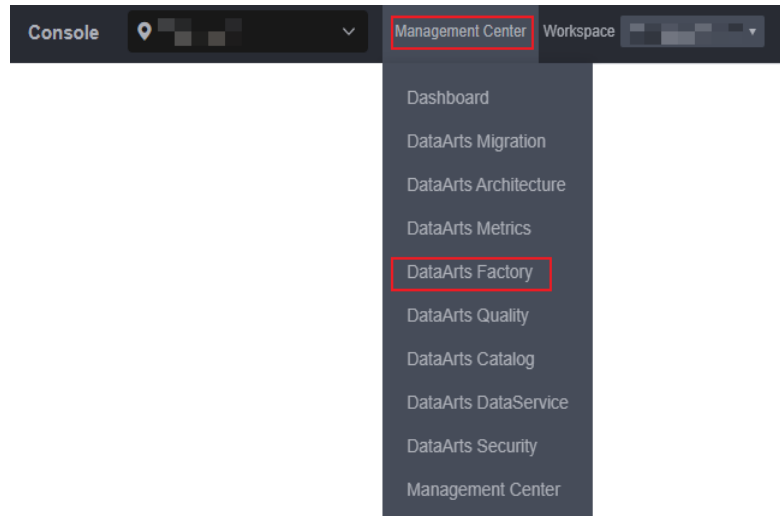 Console Management Center Workspace
Dashboard
DataArts Migration
DataArts Architecture
DataArts Metrics
DataArts Factory
DataArts Quality
DataArts Catalog
DataArts DataService
DataArts Security
Management Center